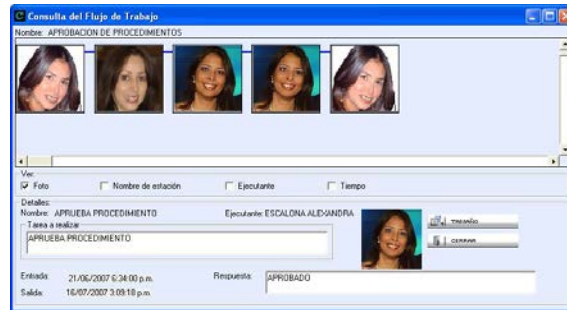 Consulta del Flujo de Trabajo
Nombre: APROBACION DE PROCEDIMIENTOS
Ver:
Foto Nombre de estación Ejecutante Tiempo
Detalles:
Nombre: APRUEBA PROCEDIMIENTO Ejecutante: ESCALONA ALEXANDRA
Tarea a realizar
APRUEBA PROCEDIMIENTO
TAMAÑO
CERRAR
Entrada: 21/06/2007 6:34:00 p.m. Respuesta: APROBADO
Salida: 16/07/2007 3:09:18 p.m.